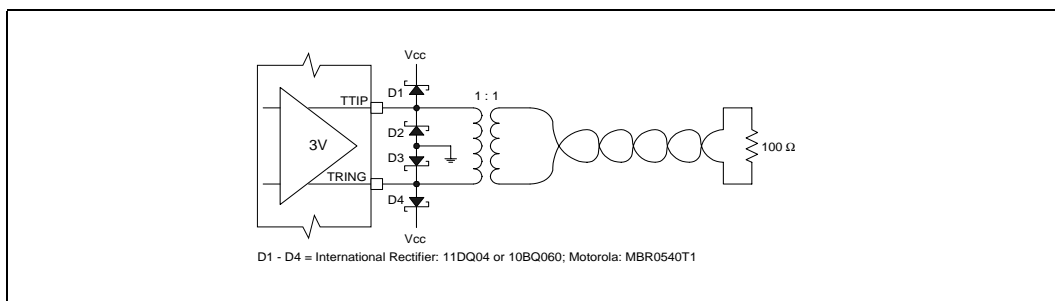 Vcc
D1
1 : 1
TTIP
D2
3V
D3
100 Ω
TRING
D4
Vcc
D1 - D4 = International Rectifier: 11DQ04 or 10BQ060; Motorola: MBR0540T1